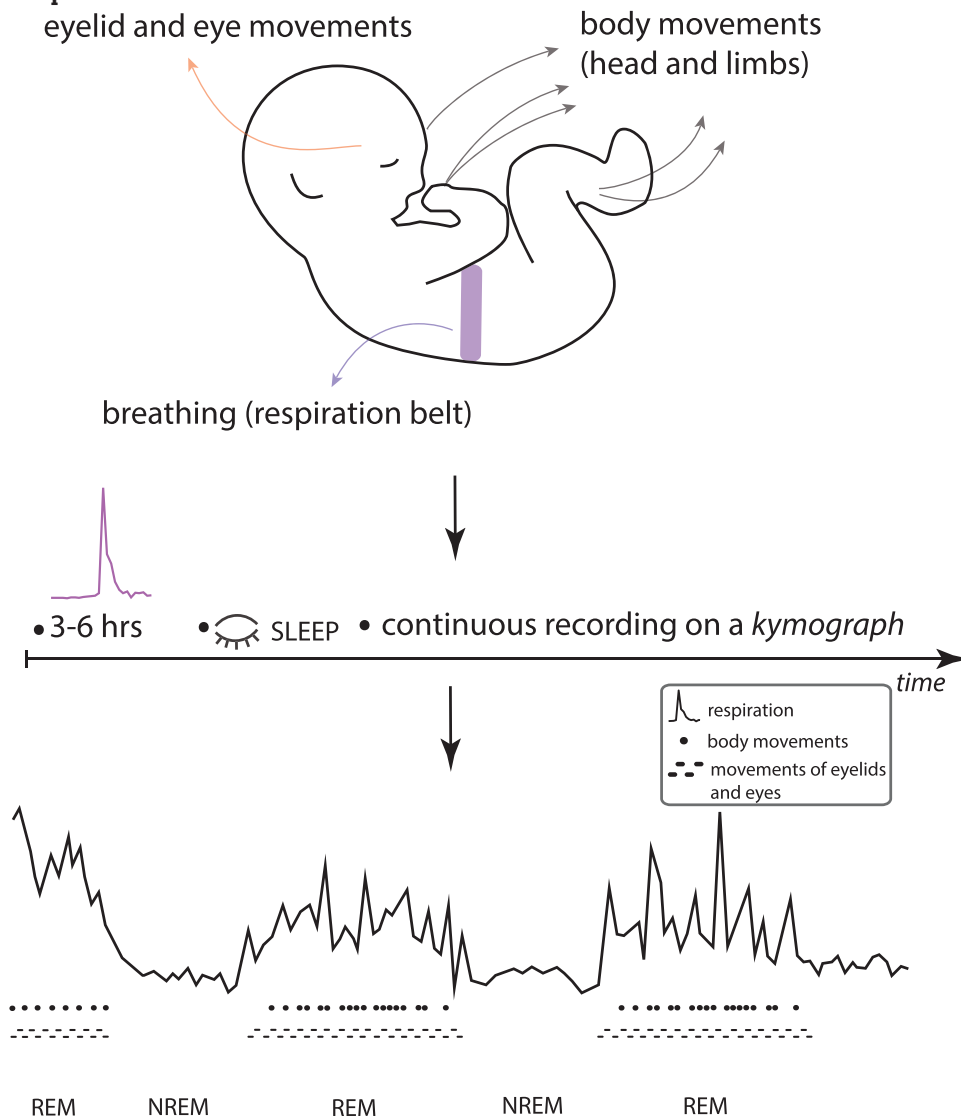 eyelid and eye movements
body movements
(head and limbs)
breathing (respiration belt)
• 3-6 hrs
• SLEEP
• continuous recording on a kymograph
time
respiration
body movements
movements of eyelids
and eyes
REM NREM REM NREM REM